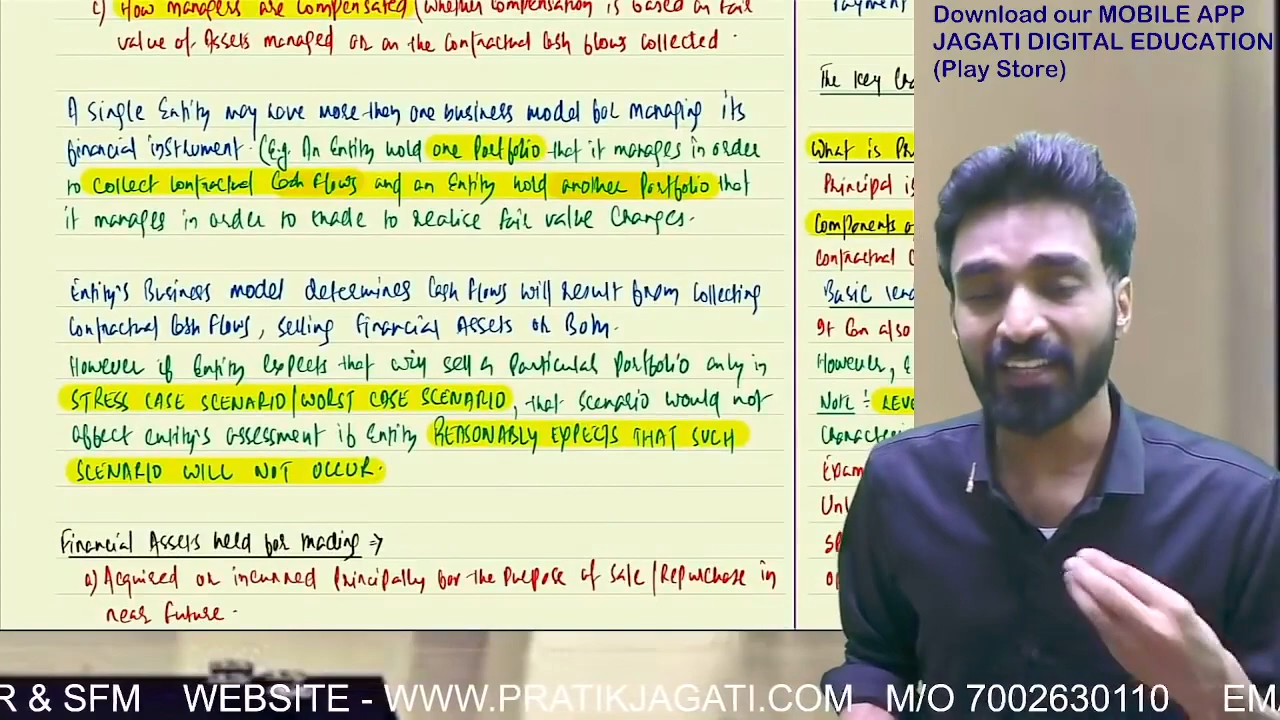 c) How managers are compensated (whether compensation is based on fair
value of Assets managed or on the contractual cash flows collected
A single Entity may have more than one business model for managing its
financial instrument. (E.g. An Entity hold one Portfolio that it manages in order
to collect contractual cash flows and an Entity hold another Portfolio that
it manages in order to trade to realise fair value changes.
Entity's Business model determines Cash flows will result from collecting
Contractual Cash flows, selling Financial Assets or Both.
However if Entity expects that will sell a Particular Portfolio only in
STRESS CASE SCENARIO/WORST CASE SCENARIO, that scenario would not
affect entity's assessment if Entity REASONABLY EXPECTS THAT SUCH
SCENARIO WILL NOT OCCUR.
Financial Assets held for trading ⇒
a) Acquired or incurred Principally for the Purpose of Sale/Repurchase in
near future.
Payment
The Key
What is
Principal is
Components
Contractual
Basic
It can also
However,
Note:
Download our MOBILE APP
JAGATI DIGITAL EDUCATION
(Play Store)
R & SFM WEBSITE - WWW.PRATIKJAGATI.COM M/O 7002630110 EM